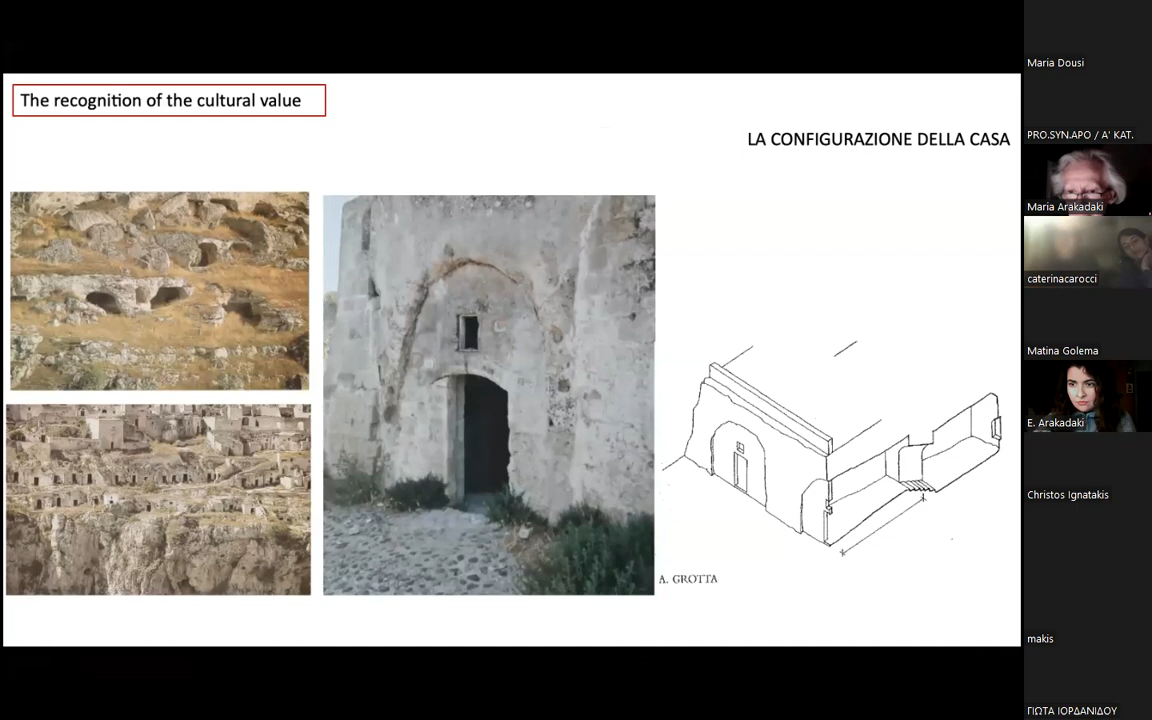 The recognition of the cultural value
LA CONFIGURAZIONE DELLA CASA
A. GROTTA
Maria Dousi
PRO.SYN.APO / A' KAT.
Maria Arakadaki
caterinacarocci
Matina Golema
E. Arakadaki
Christos Ignatakis
makis
ΓΙΩΤΑ ΙΟΡΔΑΝΙΔΟΥ